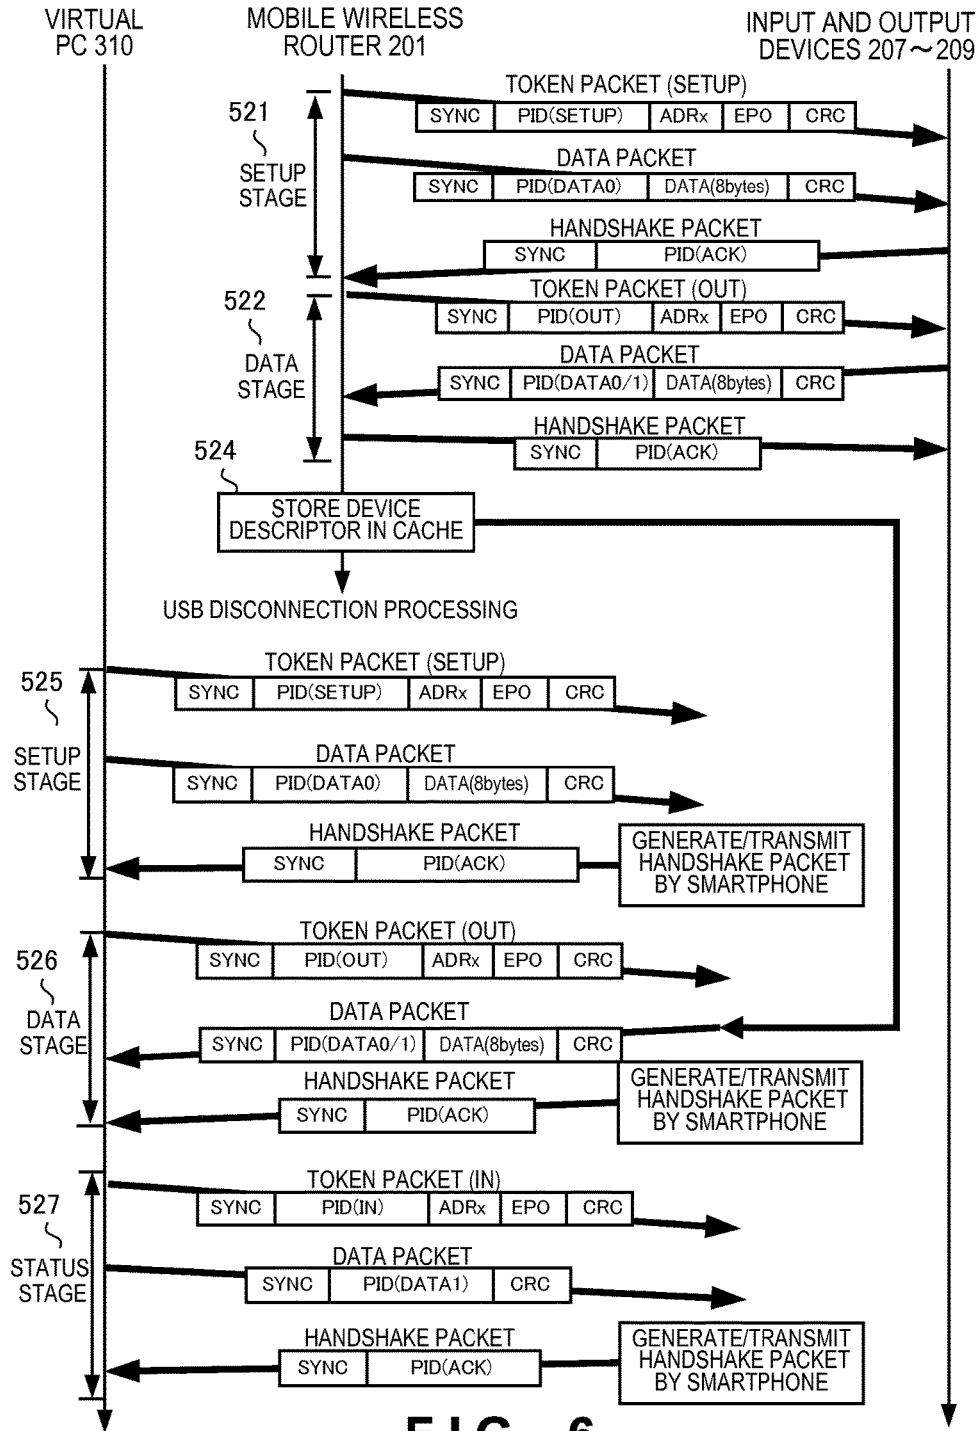 VIRTUAL
PC 310
MOBILE WIRELESS
ROUTER 201
INPUT AND OUTPUT
DEVICES 207～209
521
SETUP
STAGE
TOKEN PACKET (SETUP)
SYNC PID(SETUP) ADRx EPO CRC
DATA PACKET
SYNC PID(DATA0) DATA(8bytes) CRC
HANDSHAKE PACKET
SYNC PID(ACK)
522
DATA
STAGE
TOKEN PACKET (OUT)
SYNC PID(OUT) ADRx EPO CRC
DATA PACKET
SYNC PID(DATA0/1) DATA(8bytes) CRC
HANDSHAKE PACKET
SYNC PID(ACK)
524
STORE DEVICE
DESCRIPTOR IN CACHE
USB DISCONNECTION PROCESSING
525
SETUP
STAGE
TOKEN PACKET (SETUP)
SYNC PID(SETUP) ADRx EPO CRC
DATA PACKET
SYNC PID(DATA0) DATA(8bytes) CRC
HANDSHAKE PACKET
SYNC PID(ACK)
GENERATE/TRANSMIT
HANDSHAKE PACKET
BY SMARTPHONE
526
DATA
STAGE
TOKEN PACKET (OUT)
SYNC PID(OUT) ADRx EPO CRC
DATA PACKET
SYNC PID(DATA0/1) DATA(8bytes) CRC
HANDSHAKE PACKET
SYNC PID(ACK)
GENERATE/TRANSMIT
HANDSHAKE PACKET
BY SMARTPHONE
527
STATUS
STAGE
TOKEN PACKET (IN)
SYNC PID(IN) ADRx EPO CRC
DATA PACKET
SYNC PID(DATA1) CRC
HANDSHAKE PACKET
SYNC PID(ACK)
GENERATE/TRANSMIT
HANDSHAKE PACKET
BY SMARTPHONE
FIG. 6